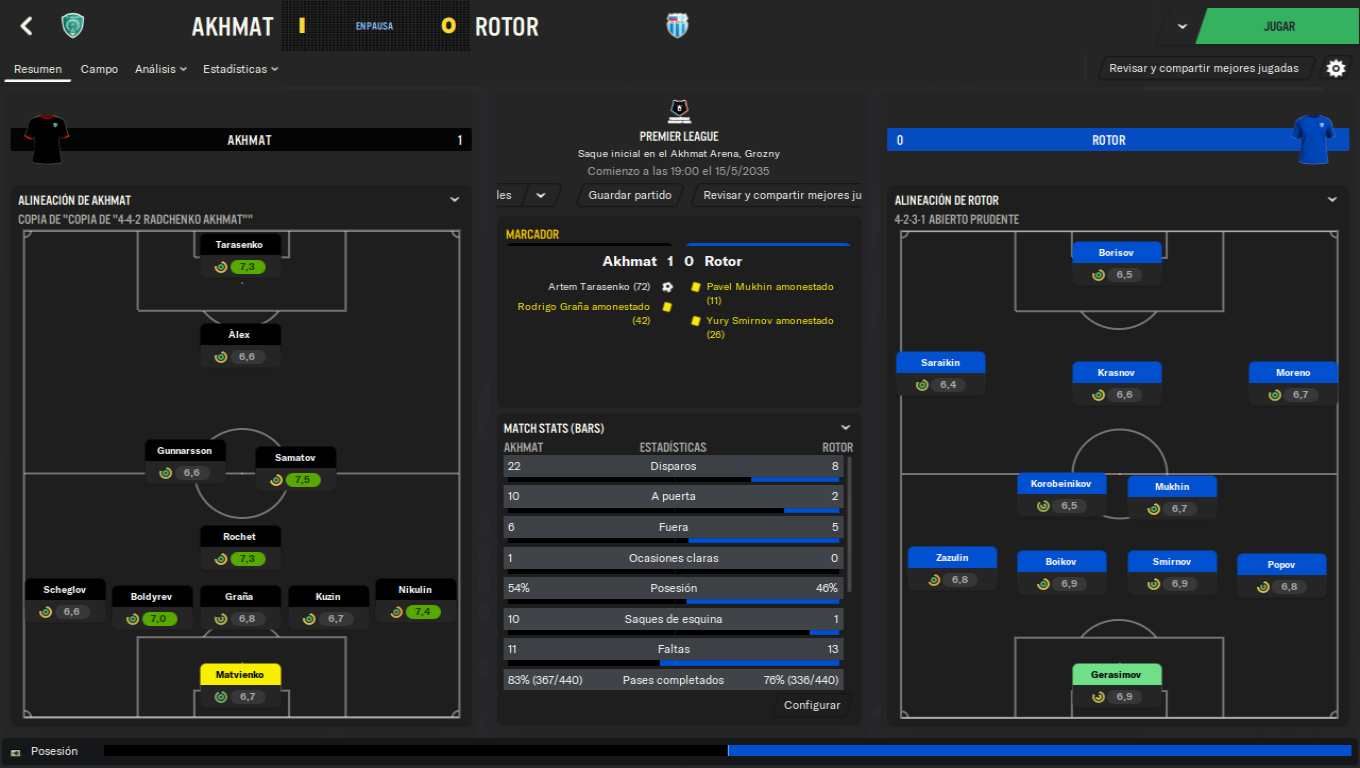 AKHMAT 1 EN PAUSA 0 ROTOR
JUGAR
Resumen Campo Análisis Estadísticas
Revisar y compartir mejores jugadas
AKHMAT 1
ALINEACIÓN DE AKHMAT
COPIA DE "COPIA DE "4-4-2 RADCHENKO AKHMAT""
Tarasenko
7,3
Àlex
6,6
Gunnarsson
6,6
Samatov
7,5
Rochet
7,3
Scheglov
6,6
Boldyrev
7,0
Graña
6,8
Kuzin
6,7
Nikulin
7,4
Matvienko
6,7
PREMIER LEAGUE
Saque inicial en el Akhmat Arena, Grozny
Comienzo a las 19:00 el 15/5/2035
les
Guardar partido
Revisar y compartir mejores ju
MARCADOR
Akhmat 1 0 Rotor
Artem Tarasenko (72)
Rodrigo Graña amonestado
(42)
Pavel Mukhin amonestado
(11)
Yury Smirnov amonestado
(26)
MATCH STATS (BARS)
AKHMAT ESTADÍSTICAS ROTOR
22 Disparos 8
10 A puerta 2
6 Fuera 5
1 Ocasiones claras 0
54% Posesión 46%
10 Saques de esquina 1
11 Faltas 13
83% (367/440) Pases completados 76% (336/440)
Configurar
0 ROTOR
ALINEACIÓN DE ROTOR
4-2-3-1 ABIERTO PRUDENTE
Borisov
6,5
Saraikin
6,4
Krasnov
6,6
Moreno
6,7
Korobeinikov
6,5
Mukhin
6,7
Zazulin
6,8
Boikov
6,9
Smirnov
6,9
Popov
6,8
Gerasimov
6,9
Posesión